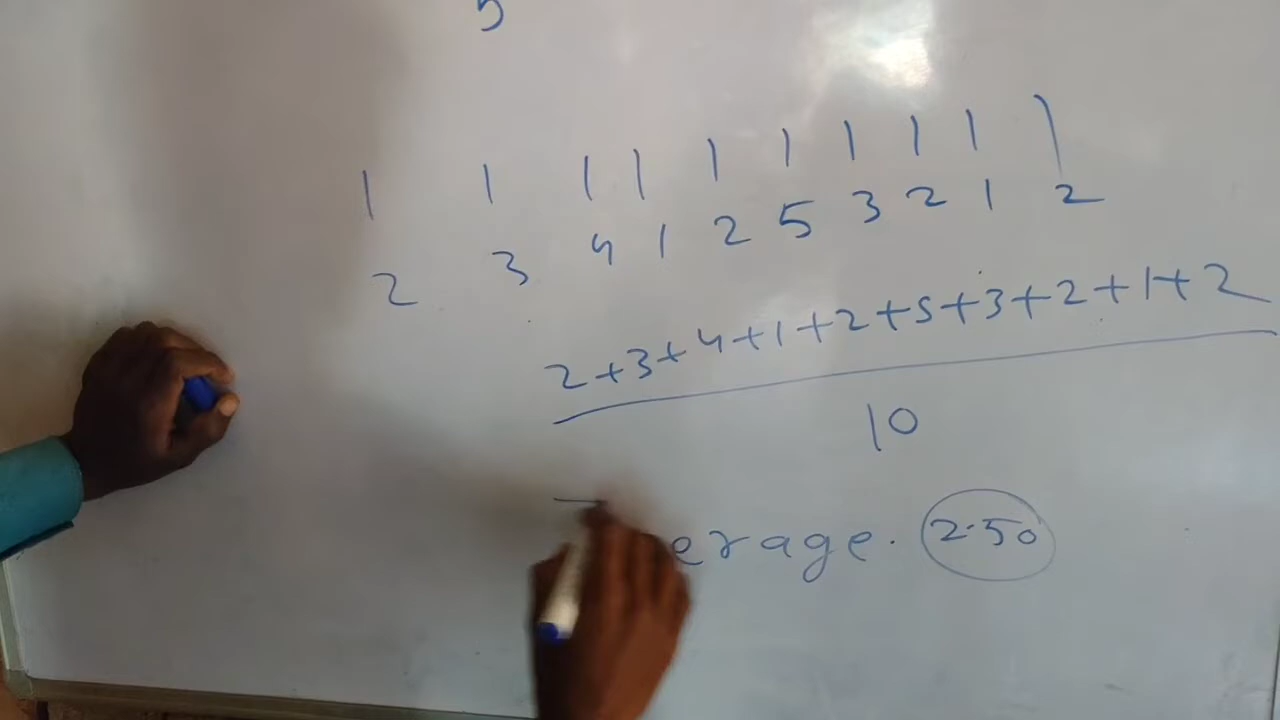 5
1 1 1 1 1 1 1 1 1 1
2 3 4 1 2 5 3 2 1 2
2+3+4+1+2+5+3+2+1+2
10
erage. 2.50